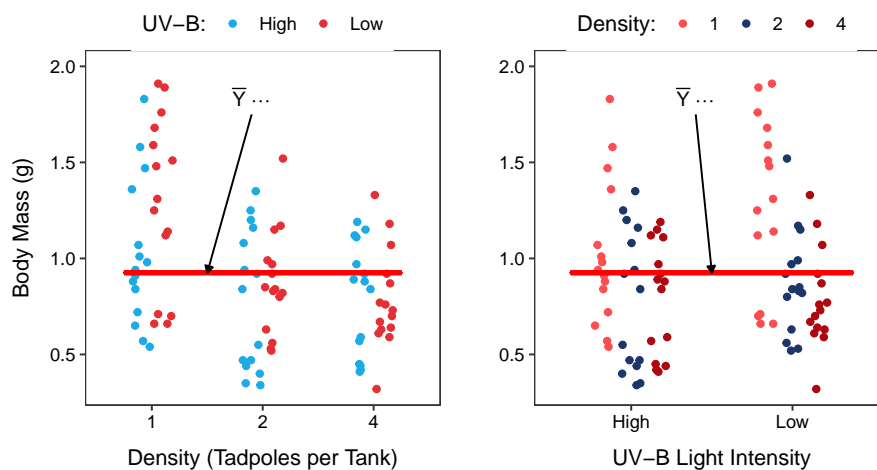 UV−B: High Low
Y̅ ...
2.0
1.5
1.0
0.5
Body Mass (g)
1 2 4
Density (Tadpoles per Tank)
Density: 1 2 4
Y̅ ...
2.0
1.5
1.0
0.5
High Low
UV−B Light Intensity